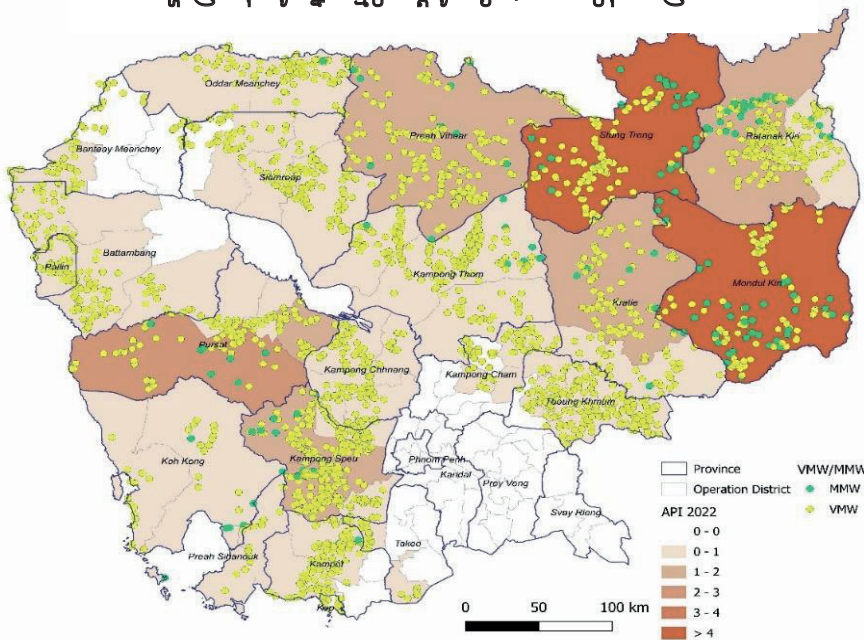 Oddar Meanchey
Preah Vihear
Stung Treng
Ratanak Kiri
Banteay Meanchey
Siemreap
Battambang
Pailin
Kampong Thom
Kratie
Mondul Kiri
Pursat
Kampong Chhnang
Kampong Cham
Tboung Khmum
Koh Kong
Kampong Speu
Phnom Penh
Kandal
Prey Veng
Svay Rieng
Takeo
Preah Sihanouk
Kampot
Kep
Province
Operation District
API 2022
0 - 0
0 - 1
1 - 2
2 - 3
3 - 4
> 4
VMW/MMW
MMW
VMW
0 50 100 km